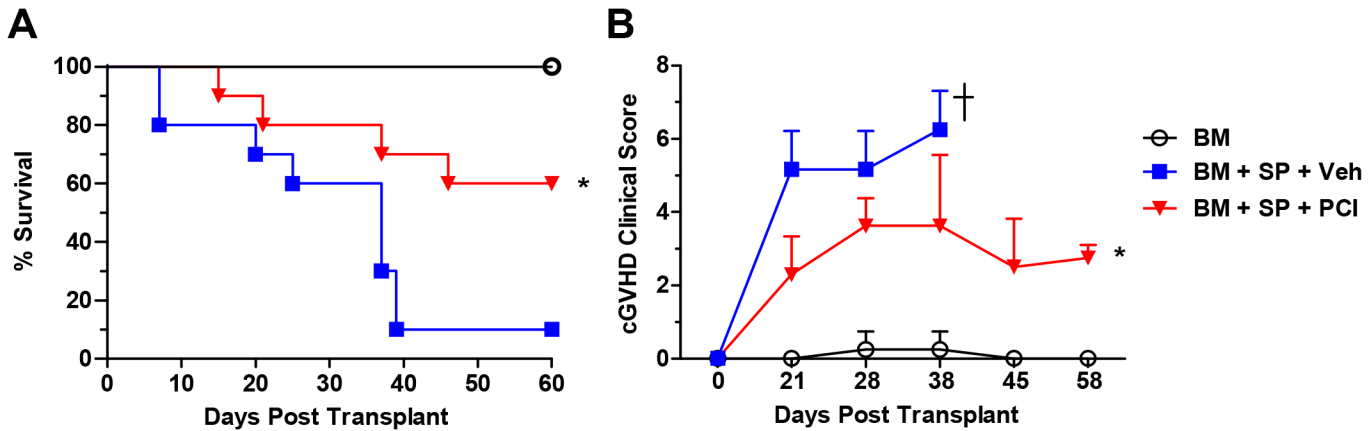 A
% Survival
100
80
60
40
20
0
*
0 10 20 30 40 50 60
Days Post Transplant
B
cGVHD Clinical Score
8
6
4
2
0
†
*
0 21 28 38 45 58
Days Post Transplant
BM
BM + SP + Veh
BM + SP + PCI